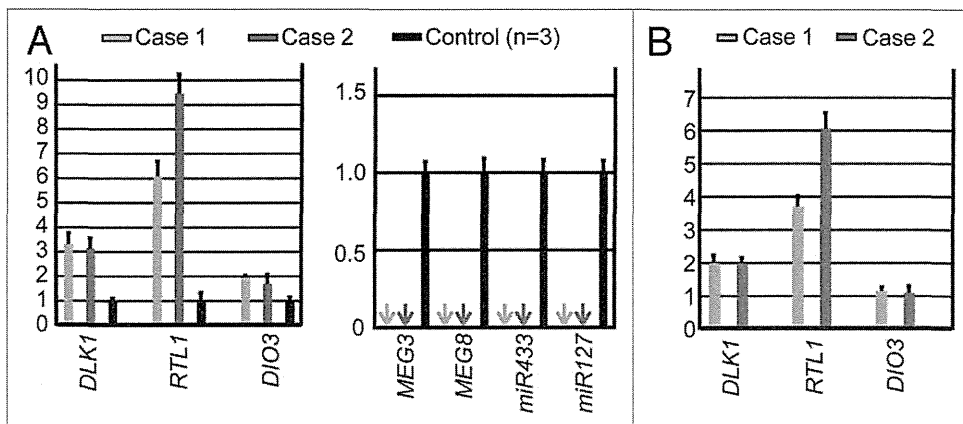 A
Case 1 Case 2 Control (n=3)
10
9
8
7
6
5
4
3
2
1
0
DLK1
RTL1
DIO3
1.5
1.0
0.5
0
MEG3
MEG8
miR433
miR127
B
Case 1 Case 2
7
6
5
4
3
2
1
0
DLK1
RTL1
DIO3